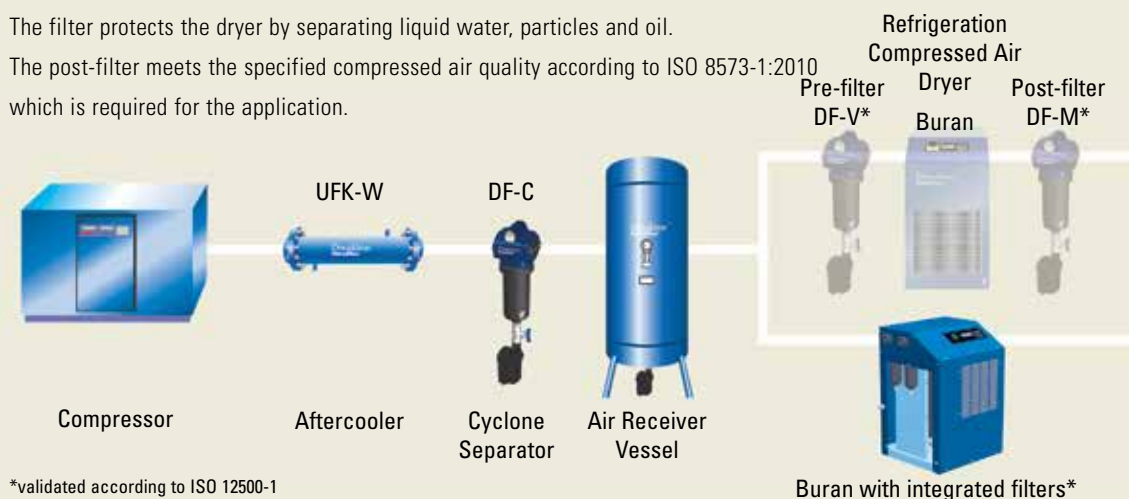 The filter protects the dryer by separating liquid water, particles and oil.
The post-filter meets the specified compressed air quality according to ISO 8573-1:2010
which is required for the application.
Refrigeration
Compressed Air
Dryer
Buran
Pre-filter
DF-V*
Post-filter
DF-M*
UFK-W
DF-C
Compressor
Aftercooler
Cyclone
Separator
Air Receiver
Vessel
*validated according to ISO 12500-1
Buran with integrated filters*